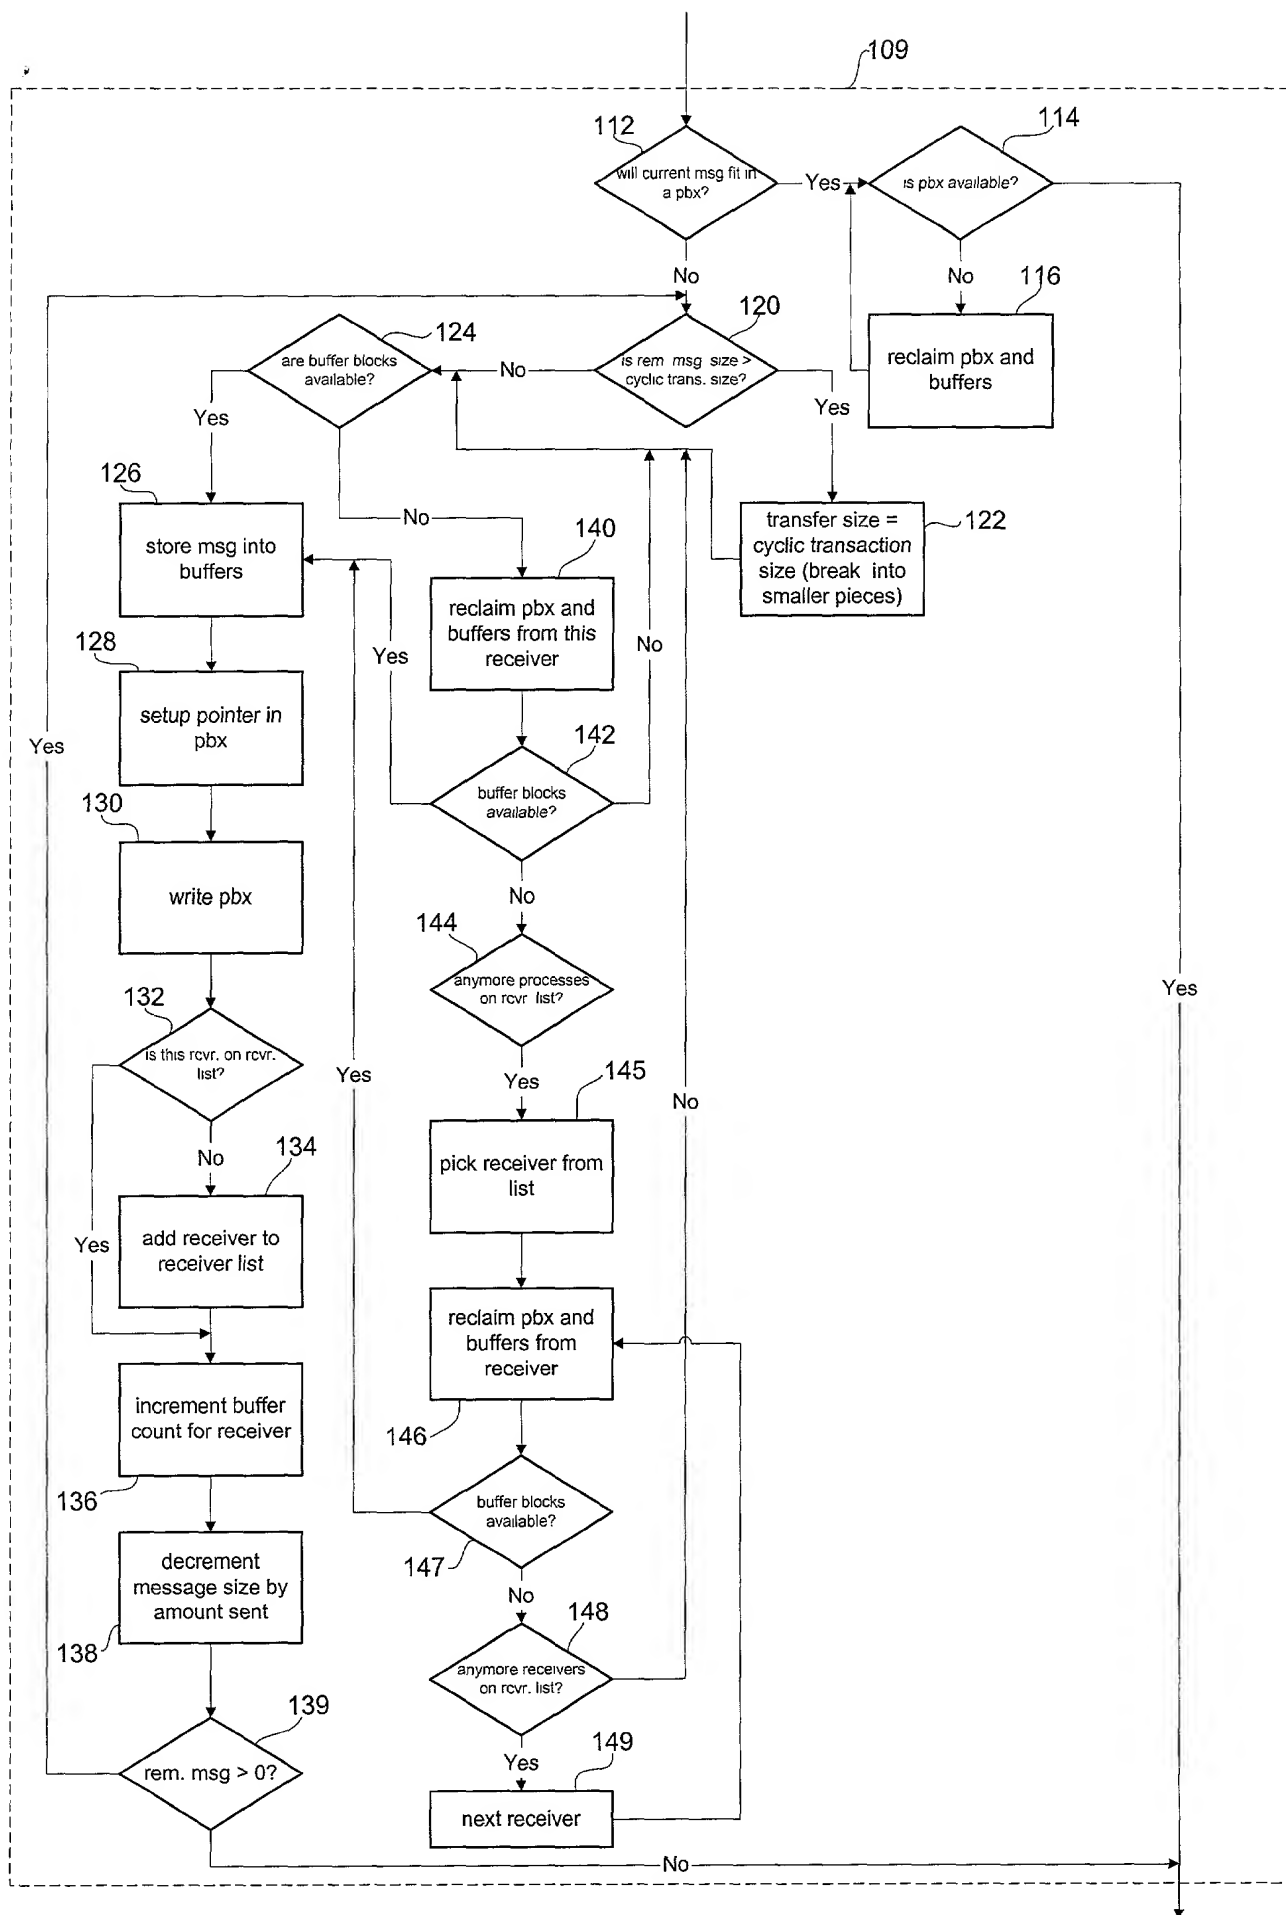 109
112
114
will current msg fit in
a pbx?
Yes
is pbx available?
No
No
116
reclaim pbx and
buffers
120
is rem msg size >
cyclic trans. size?
124
are buffer blocks
available?
No
Yes
Yes
126
store msg into
buffers
No
122
transfer size =
cyclic transaction
size (break into
smaller pieces)
140
reclaim pbx and
buffers from this
receiver
Yes
No
128
setup pointer in
pbx
Yes
142
buffer blocks
available?
130
write pbx
No
144
anymore processes
on rcvr list?
Yes
132
is this rcvr. on rcvr.
list?
Yes
Yes
145
No
No
134
pick receiver from
list
add receiver to
receiver list
Yes
reclaim pbx and
buffers from
receiver
146
increment buffer
count for receiver
136
buffer blocks
available?
147
decrement
message size by
amount sent
138
No
148
anymore receivers
on rcvr. list?
139
rem. msg > 0?
Yes
149
next receiver
No